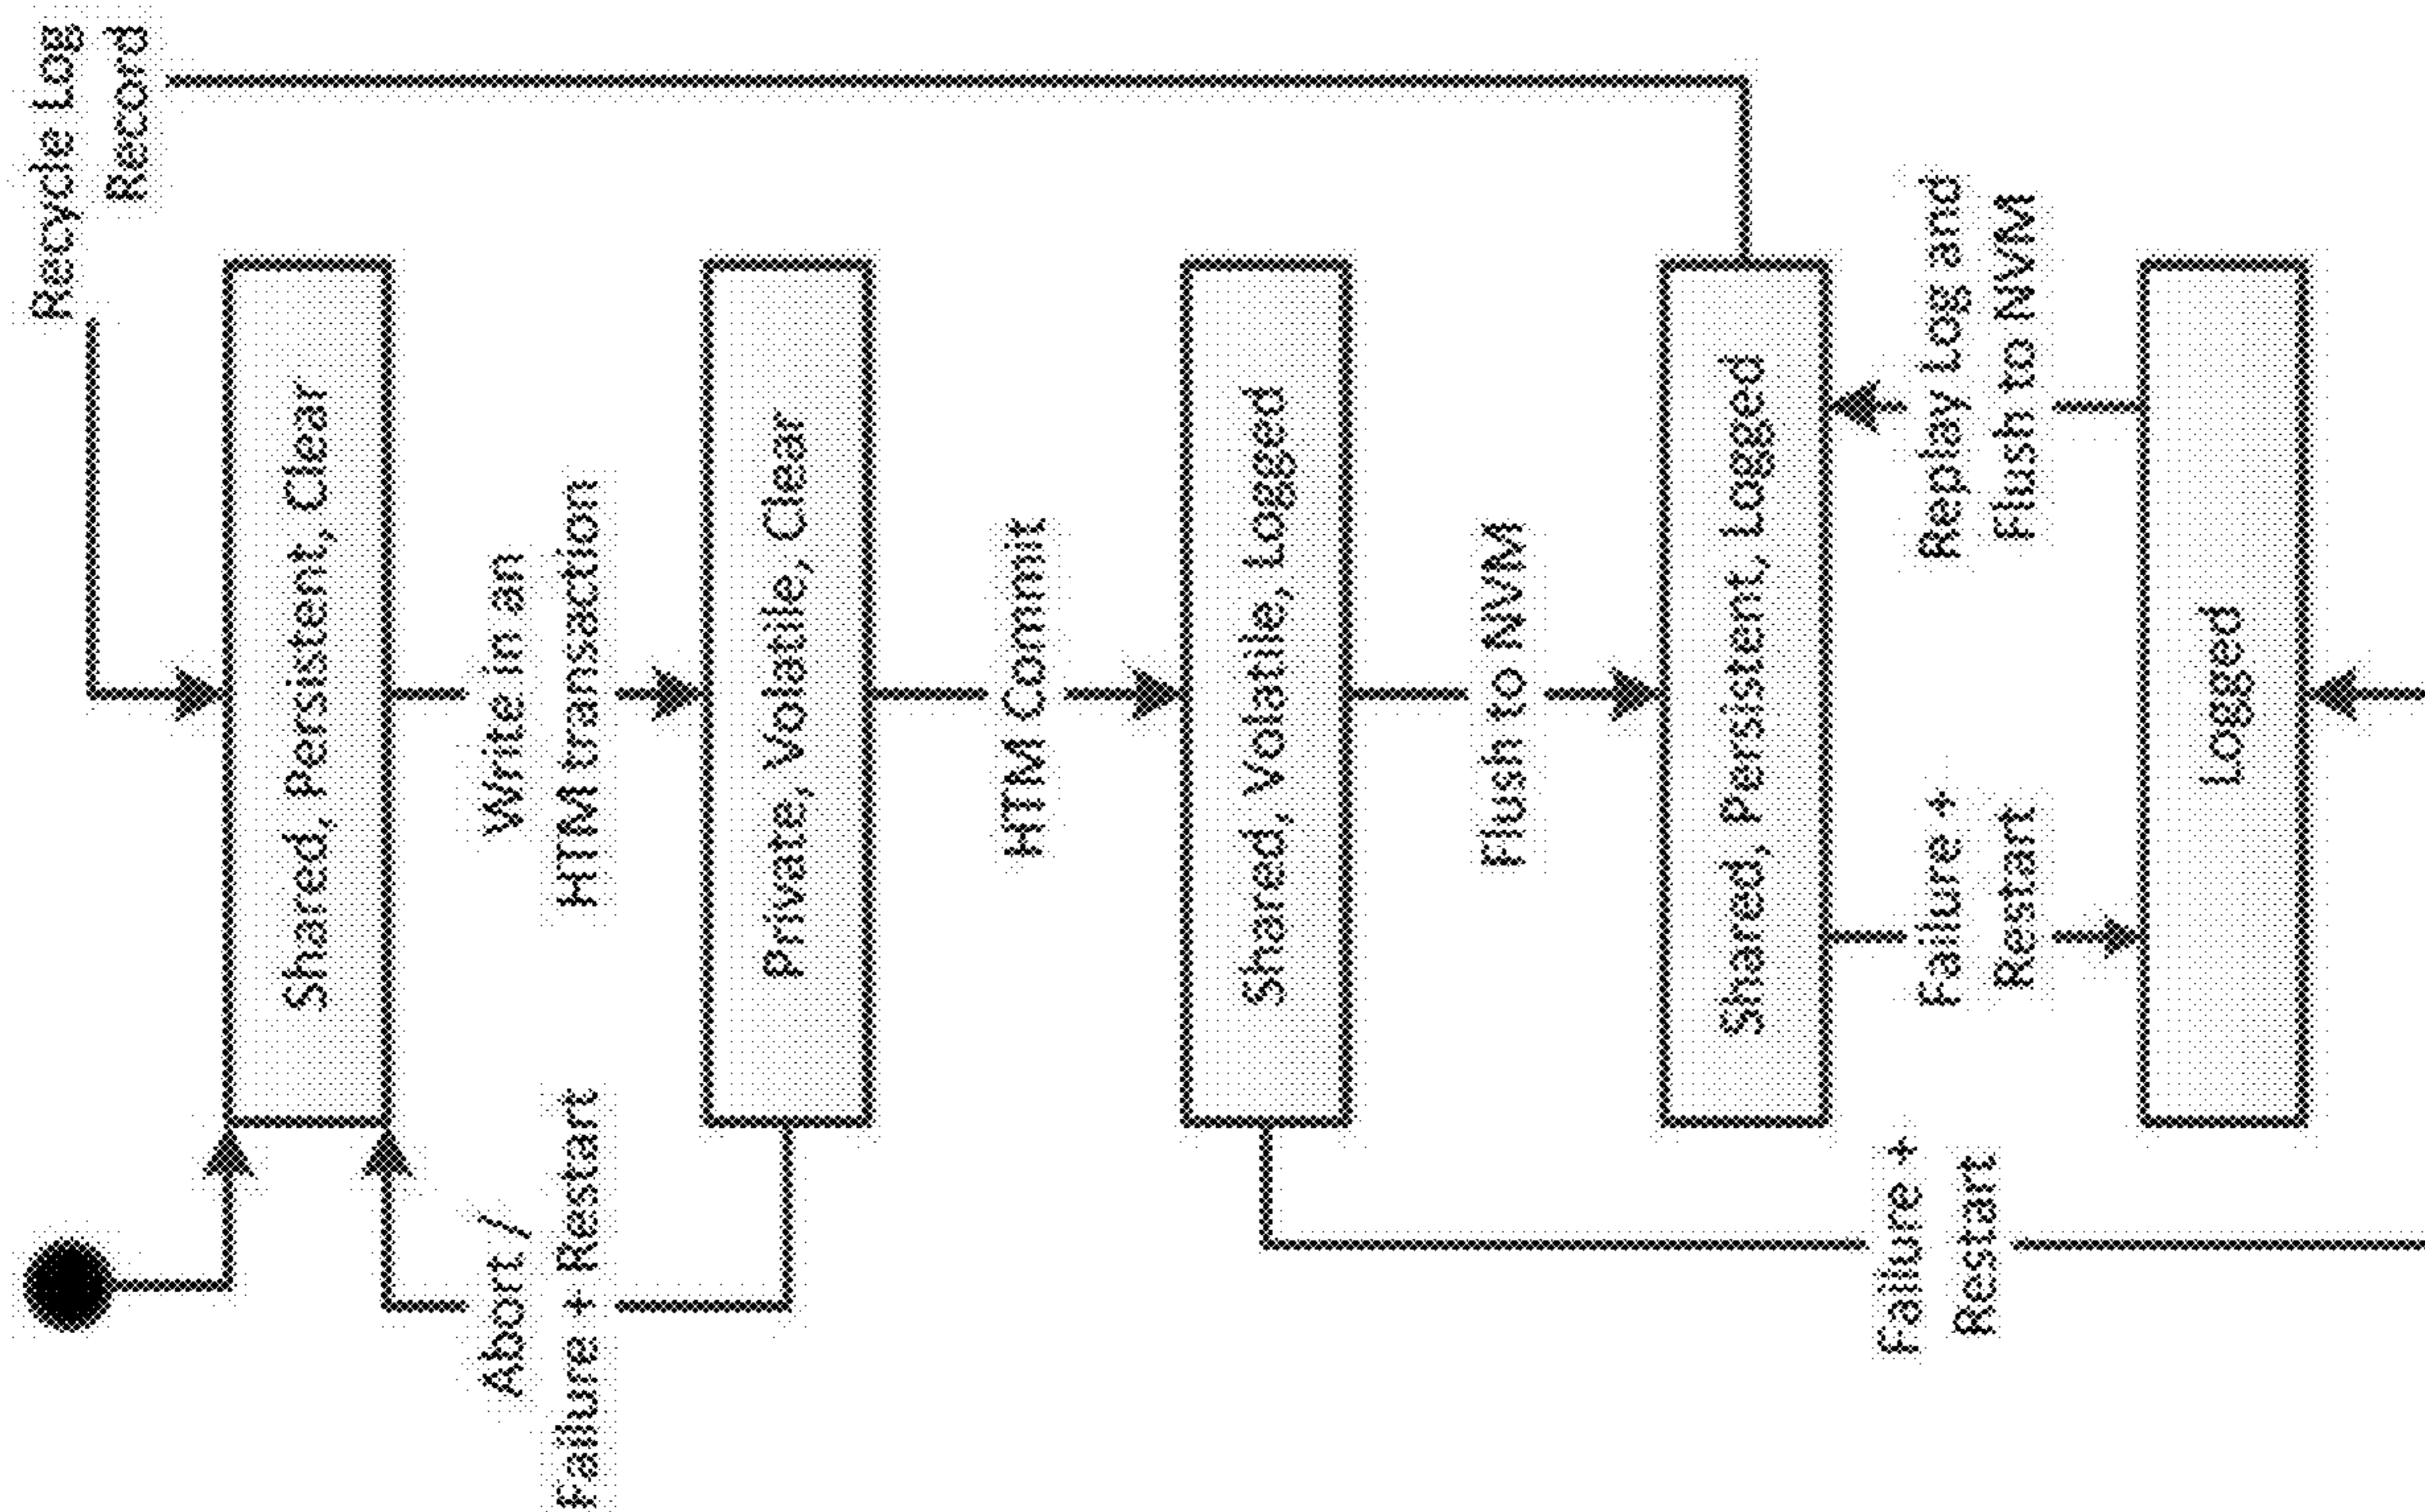 Recycle Log
Record
Shared, Persistent, Clear
Abort /
Failure + Restart
Write in an
HTM transaction
Private, Volatile, Clear
HTM Commit
Shared, Volatile, Logged
Flush to NVM
Shared, Persistent, Logged
Failure +
Restart
Failure +
Restart
Replay Log and
Flush to NVM
Logged